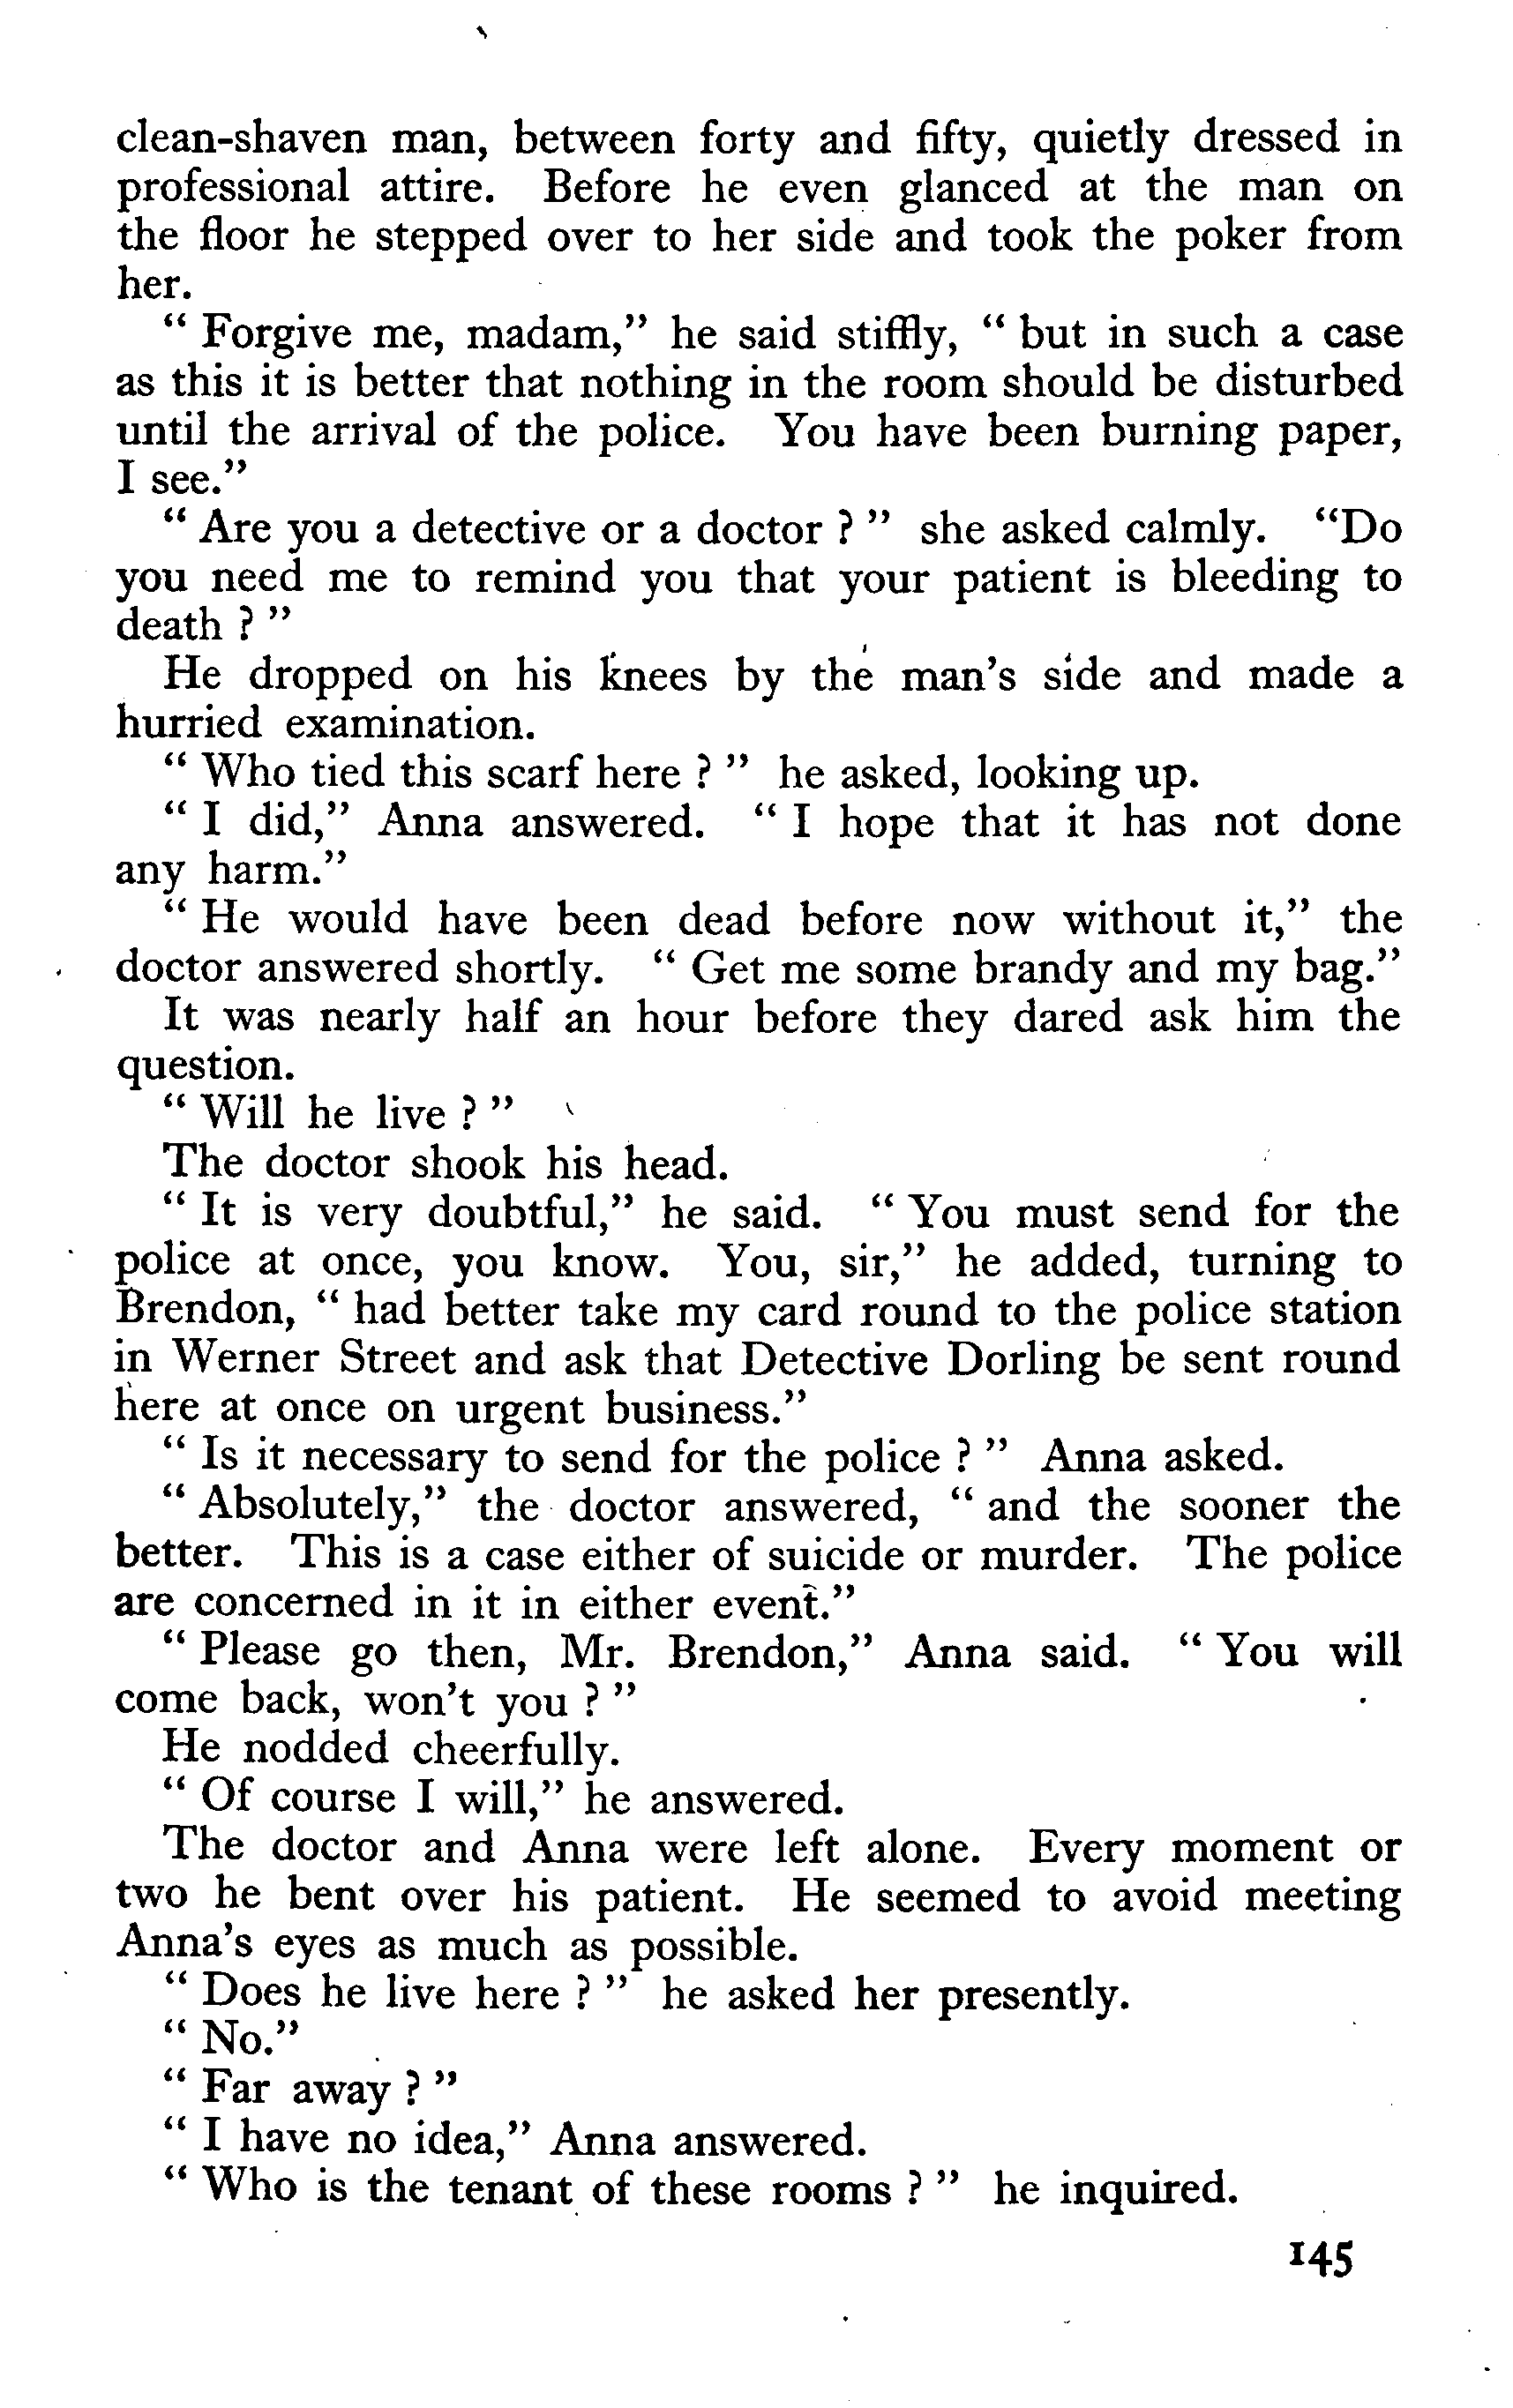 clean-shaven man, between forty and fifty, quietly dressed in
professional attire. Before he even glanced at the man on
the floor he stepped over to her side and took the poker from
her.
“ Forgive me, madam,” he said stiffly, “ but in such a case
as this it is better that nothing in the room should be disturbed
until the arrival of the police. You have been burning paper,
I see.”
“ Are you a detective or a doctor ? ” she asked calmly. “Do
you need me to remind you that your patient is bleeding to
death ? ”
He dropped on his knees by the man's side and made a
hurried examination.
“ Who tied this scarf here ? ” he asked, looking up.
“ I did,” Anna answered. “ I hope that it has not done
any harm.”
“ He would have been dead before now without it,” the
doctor answered shortly. “ Get me some brandy and my bag.”
It was nearly half an hour before they dared ask him the
question.
“ Will he live ? ”
The doctor shook his head.
“ It is very doubtful,” he said. “ You must send for the
police at once, you know. You, sir,” he added, turning to
Brendon, “ had better take my card round to the police station
in Werner Street and ask that Detective Dorling be sent round
here at once on urgent business.”
“ Is it necessary to send for the police ? ” Anna asked.
“ Absolutely,” the doctor answered, “ and the sooner the
better. This is a case either of suicide or murder. The police
are concerned in it in either event.”
“ Please go then, Mr. Brendon,” Anna said. “ You will
come back, won't you ? ”
He nodded cheerfully.
“ Of course I will,” he answered.
The doctor and Anna were left alone. Every moment or
two he bent over his patient. He seemed to avoid meeting
Anna's eyes as much as possible.
“ Does he live here ? ” he asked her presently.
“ No.”
“ Far away ? ”
“ I have no idea,” Anna answered.
“ Who is the tenant of these rooms ? ” he inquired.
145